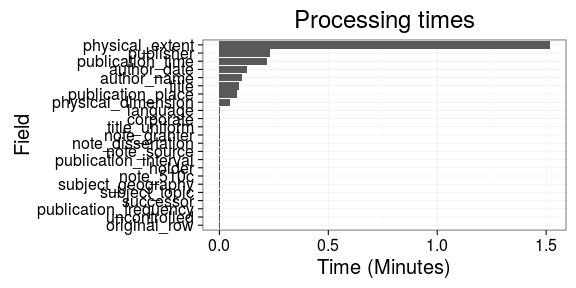 Processing times
physical_extent
publisher
publication_time
author_date
author_name
title
publication_place
physical_dimension
language
corporate
title_uniform
note_granter
note_dissertation
note_source
publication_interval
holder
note_510c
subject_geography
subject_topic
successor
publication_frequency
uncontrolled
original_row
Field
0.0 0.5 1.0 1.5
Time (Minutes)